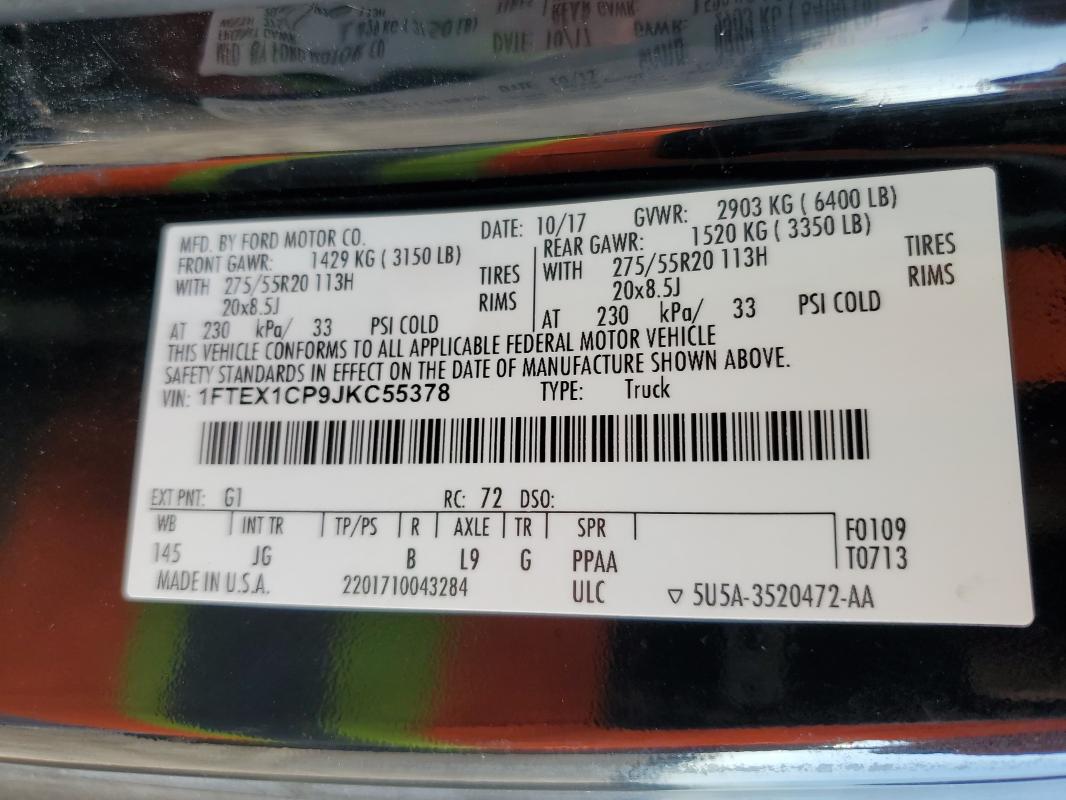 MFD. BY FORD MOTOR CO. DATE: 10/17 GVWR: 2903 KG ( 6400 LB)
FRONT GAWR: 1429 KG ( 3150 LB) REAR GAWR: 1520 KG ( 3350 LB)
WITH 275/55R20 113H TIRES WITH 275/55R20 113H TIRES
20x8.5J RIMS 20x8.5J RIMS
AT 230 kPa/ 33 PSI COLD AT 230 kPa/ 33 PSI COLD
THIS VEHICLE CONFORMS TO ALL APPLICABLE FEDERAL MOTOR VEHICLE
SAFETY STANDARDS IN EFFECT ON THE DATE OF MANUFACTURE SHOWN ABOVE.
VIN: 1FTEX1CP9JKC55378 TYPE: Truck
EXT PNT: G1 RC: 72 DSO:
WB INT TR TP/PS R AXLE TR SPR F0109
145 JG B L9 G PPAA T0713
MADE IN U.S.A. 2201710043284 ULC ▽ 5U5A-3520472-AA